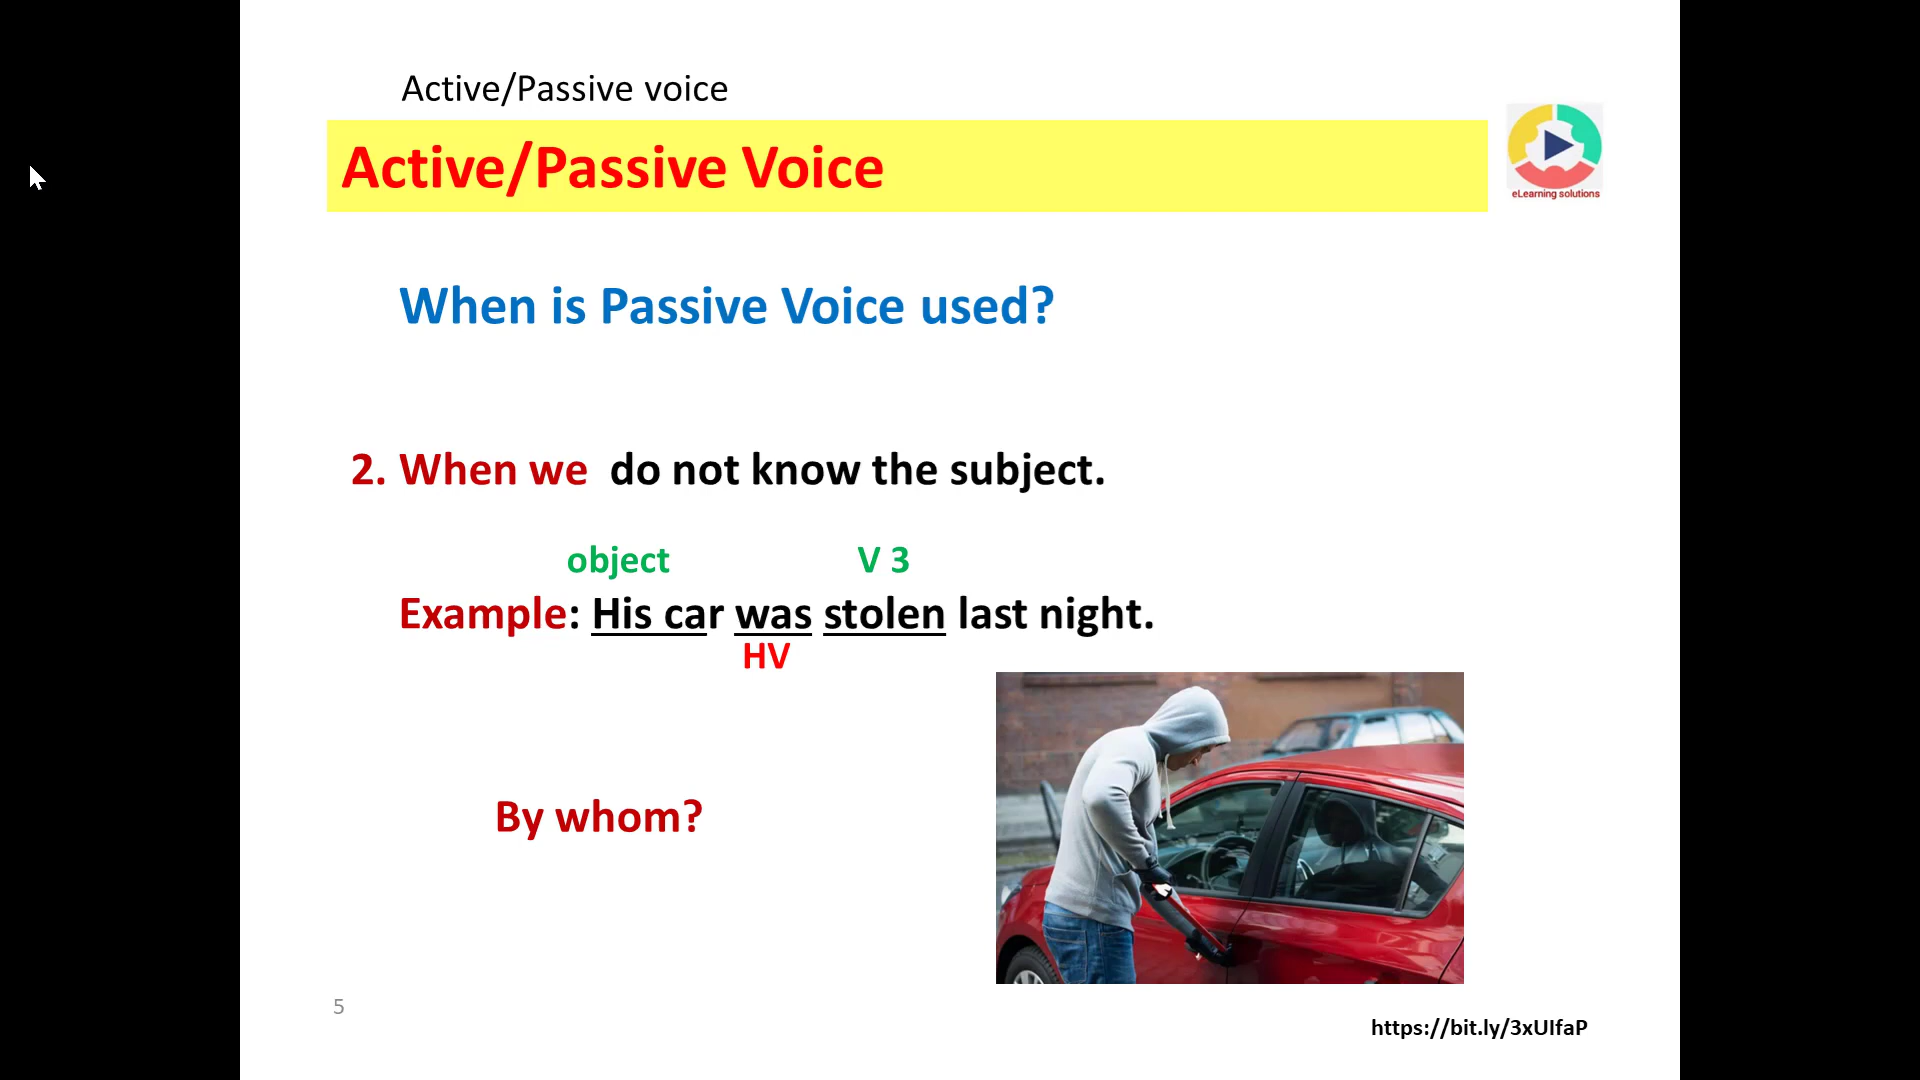 Active/Passive voice
Active/Passive Voice
eLearning solutions
When is Passive Voice used?
2. When we do not know the subject.
object V 3
Example: His car was stolen last night.
HV
By whom?
5
https://bit.ly/3xUIfaP